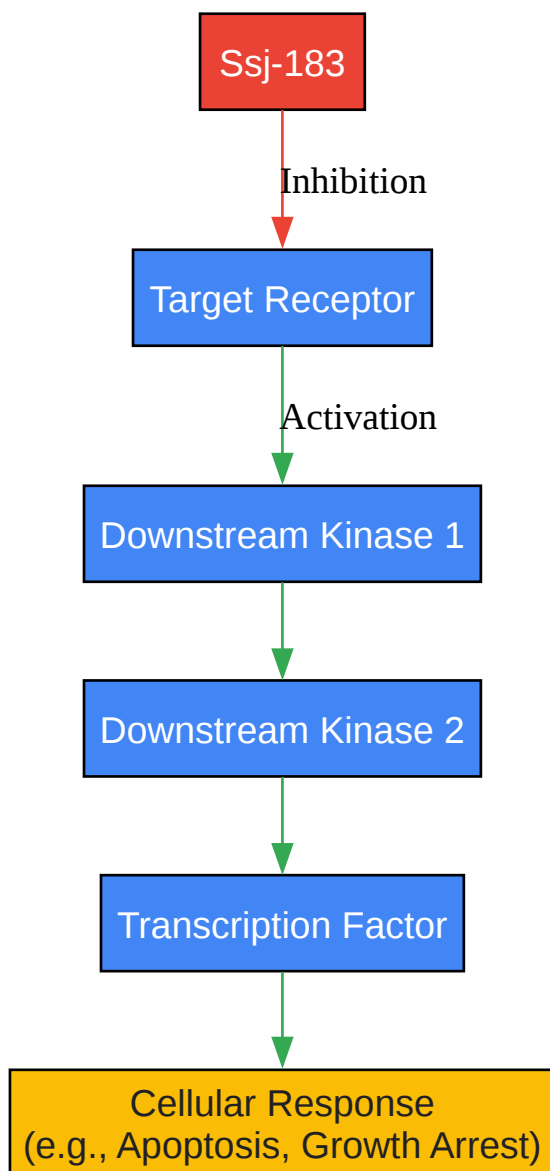 Ssj-183
Inhibition
Target Receptor
Activation
Downstream Kinase 1
Downstream Kinase 2
Transcription Factor
Cellular Response
(e.g., Apoptosis, Growth Arrest)